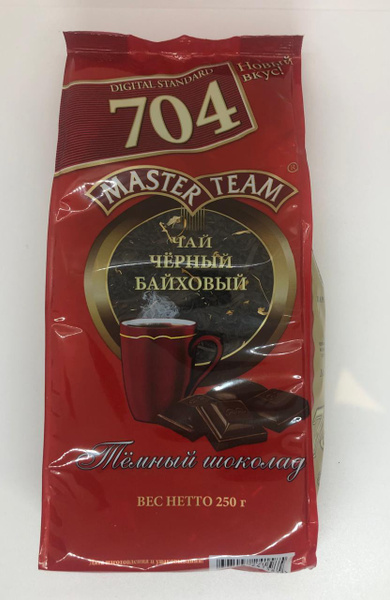 Новый
вкус!
DIGITAL STANDARD
704
MASTER TEAM
®
ЧАЙ
ЧЁРНЫЙ
БАЙХОВЫЙ
Тёмный шоколад
ВЕС НЕТТО 250 г